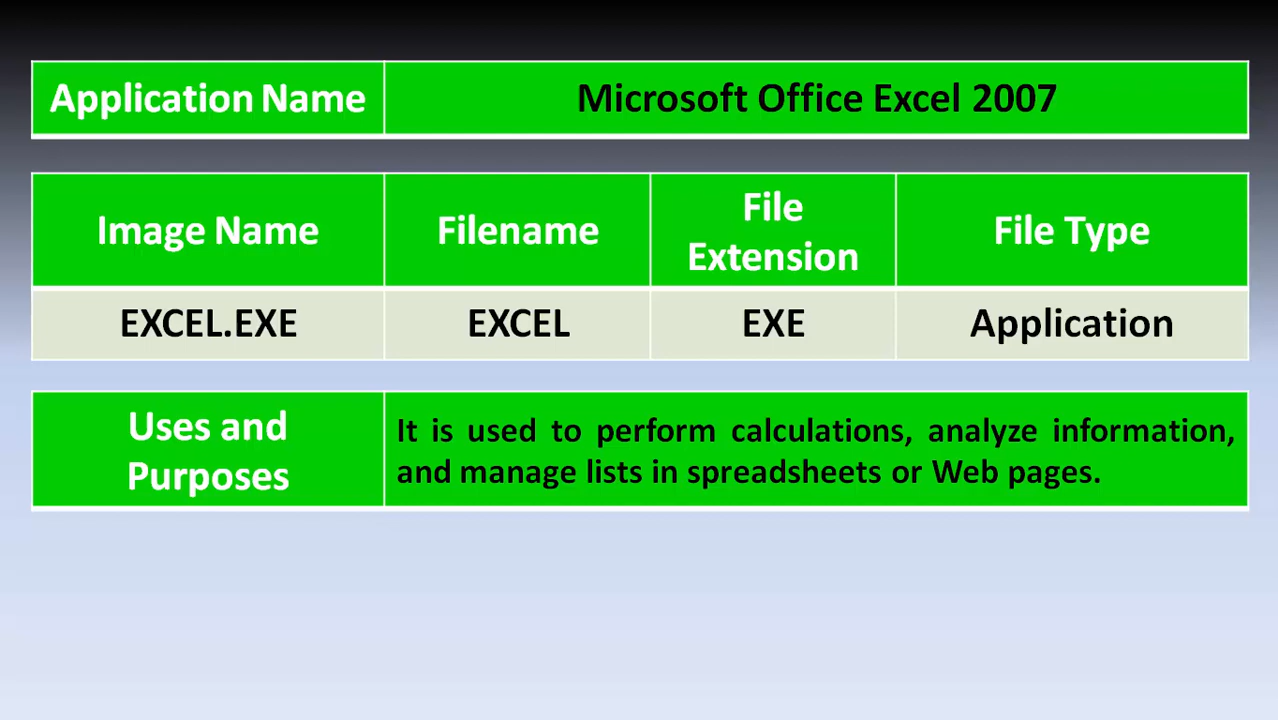 Application Name
Microsoft Office Excel 2007
Image Name
Filename
File
Extension
File Type
EXCEL.EXE
EXCEL
EXE
Application
Uses and
Purposes
It is used to perform calculations, analyze information,
and manage lists in spreadsheets or Web pages.